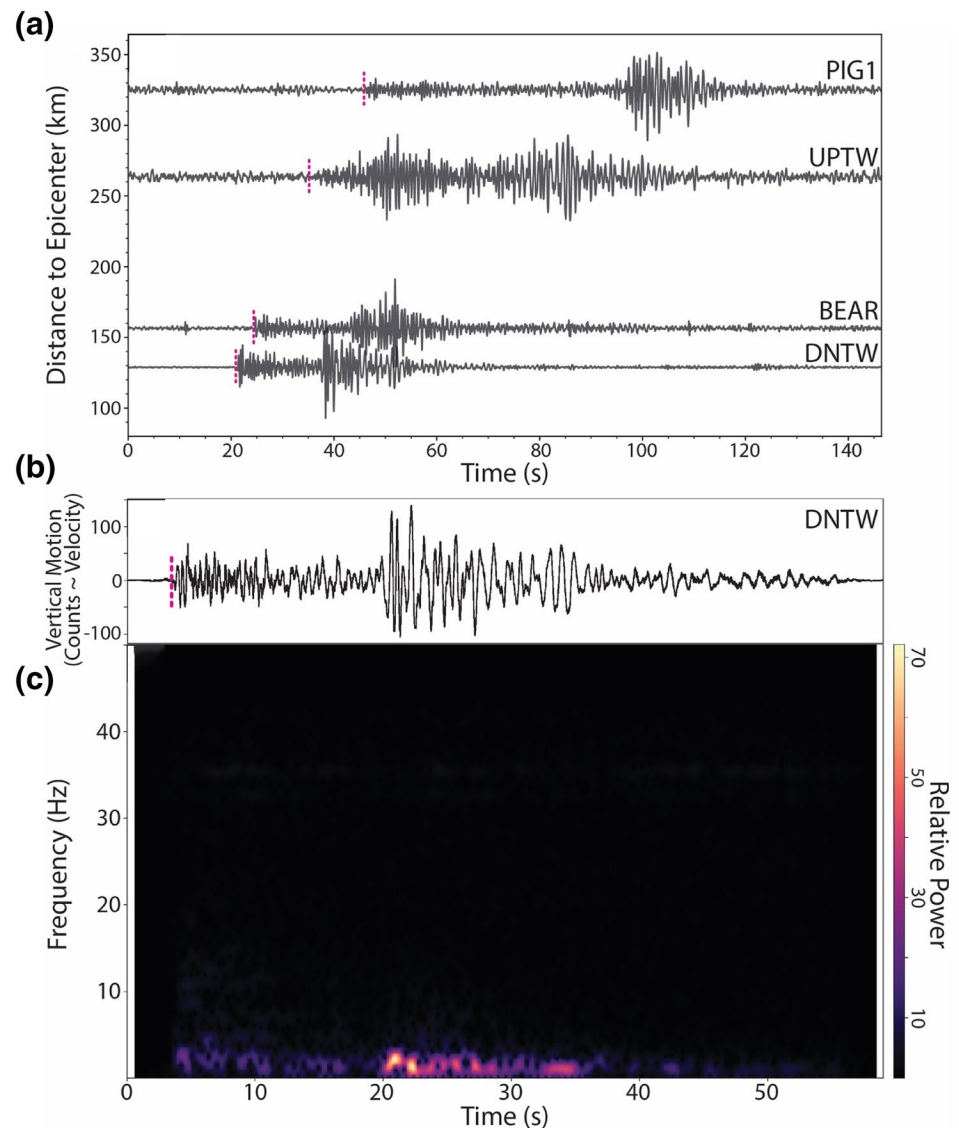 (a)
350
300
250
200
150
100
Distance to Epicenter (km)
PIG1
UPTW
BEAR
DNTW
0 20 40 60 80 100 120 140
Time (s)
(b)
100
0
-100
Vertical Motion
(Counts ~ Velocity)
DNTW
(c)
40
30
20
10
Frequency (Hz)
0 10 20 30 40 50
Time (s)
70
50
30
10
Relative Power